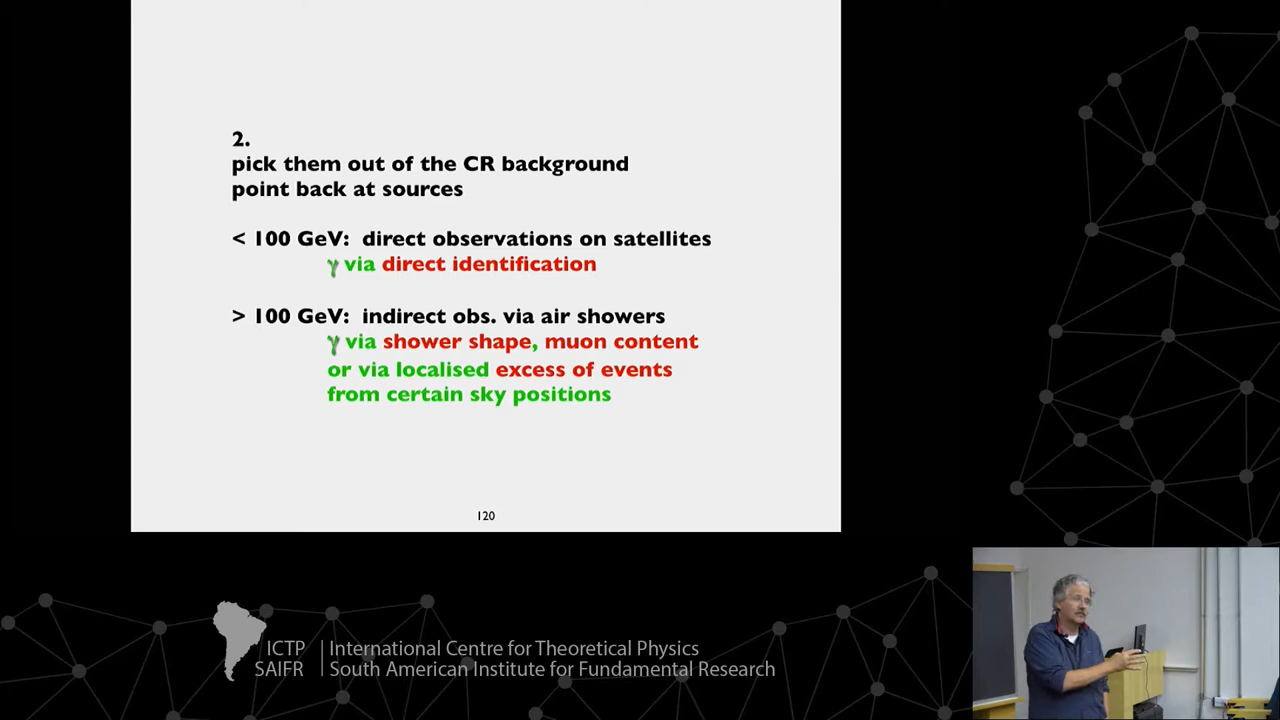 2.
pick them out of the CR background
point back at sources
< 100 GeV: direct observations on satellites
γ via direct identification
> 100 GeV: indirect obs. via air showers
γ via shower shape, muon content
or via localised excess of events
from certain sky positions
120
ICTP
SAIFR
International Centre for Theoretical Physics
South American Institute for Fundamental Research